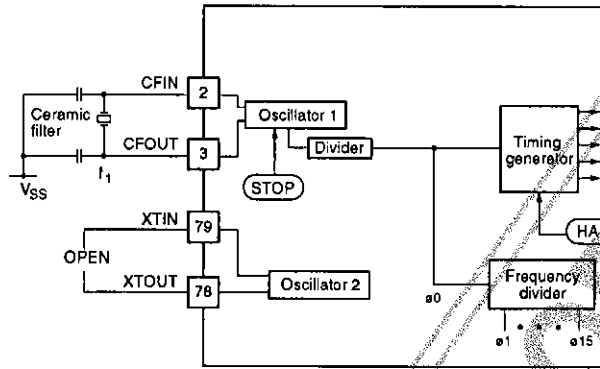 CFIN
2
Oscillator 1
Ceramic
filter
CFOUT
3
f1
VSS
STOP
Divider
Timing
generator
HA
XTIN
79
OPEN
XTOUT
78
Oscillator 2
ø0
Frequency
divider
ø1
ø15